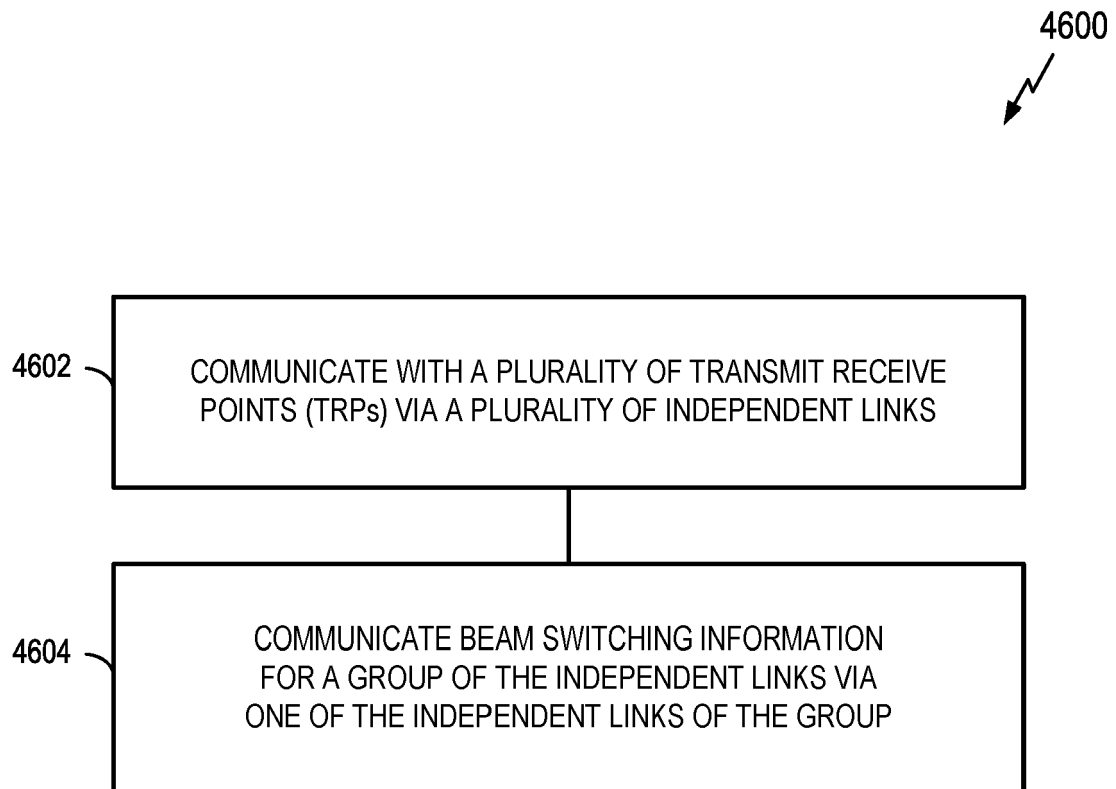 4600
4602
COMMUNICATE WITH A PLURALITY OF TRANSMIT RECEIVE
POINTS (TRPs) VIA A PLURALITY OF INDEPENDENT LINKS
4604
COMMUNICATE BEAM SWITCHING INFORMATION
FOR A GROUP OF THE INDEPENDENT LINKS VIA
ONE OF THE INDEPENDENT LINKS OF THE GROUP